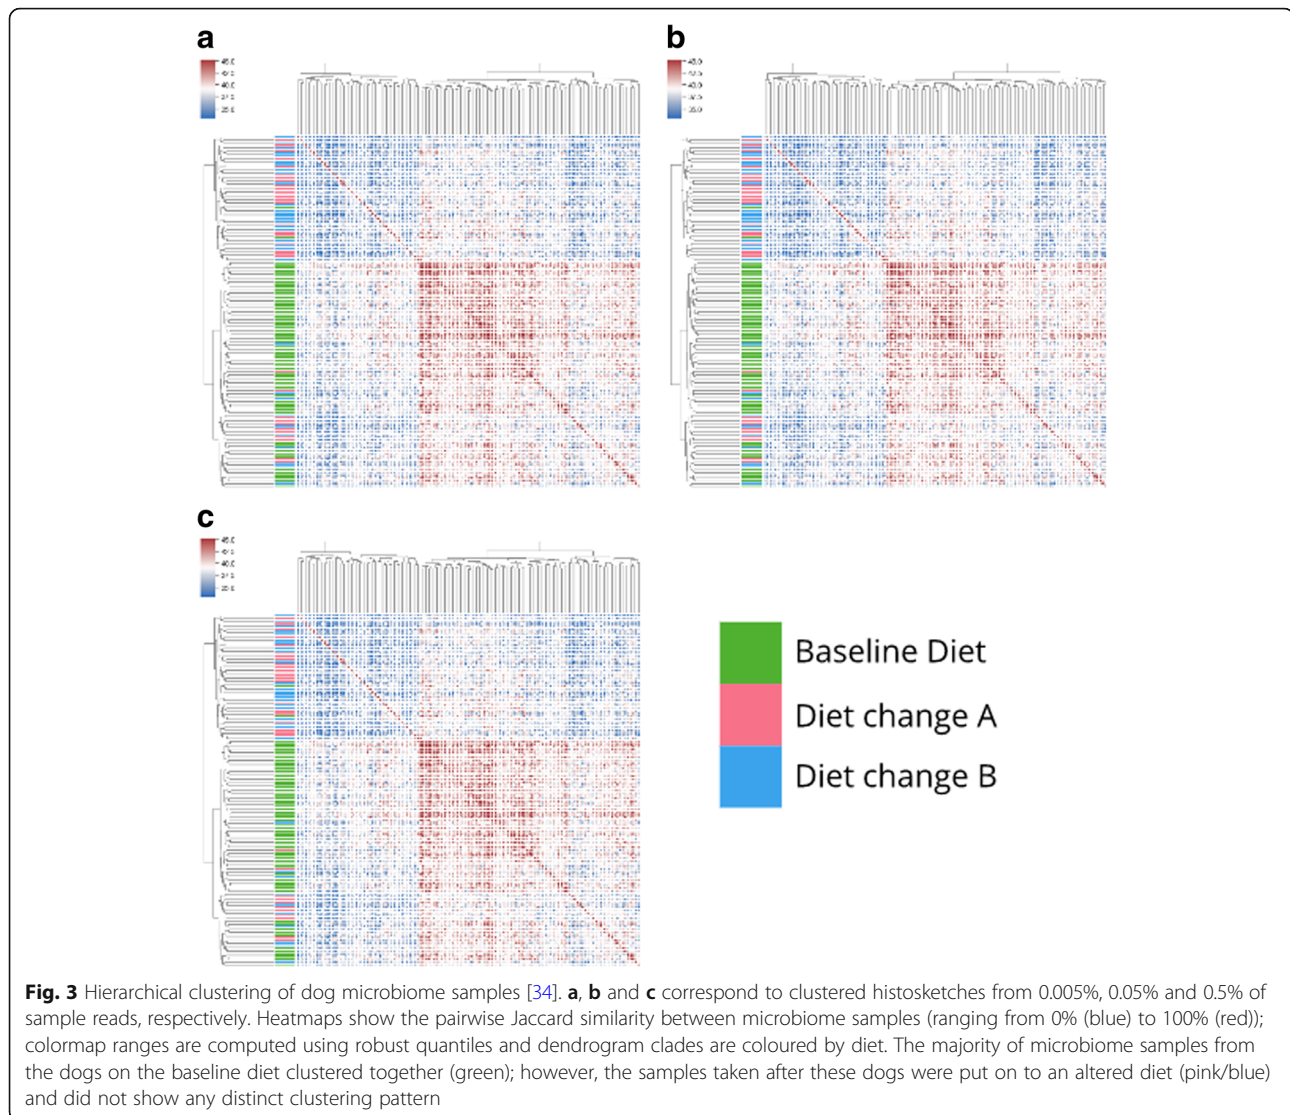 a
b
c
Baseline Diet
Diet change A
Diet change B
Fig. 3 Hierarchical clustering of dog microbiome samples [34]. a, b and c correspond to clustered histosketches from 0.005%, 0.05% and 0.5% of
sample reads, respectively. Heatmaps show the pairwise Jaccard similarity between microbiome samples (ranging from 0% (blue) to 100% (red));
colormap ranges are computed using robust quantiles and dendrogram clades are coloured by diet. The majority of microbiome samples from
the dogs on the baseline diet clustered together (green); however, the samples taken after these dogs were put on to an altered diet (pink/blue)
and did not show any distinct clustering pattern